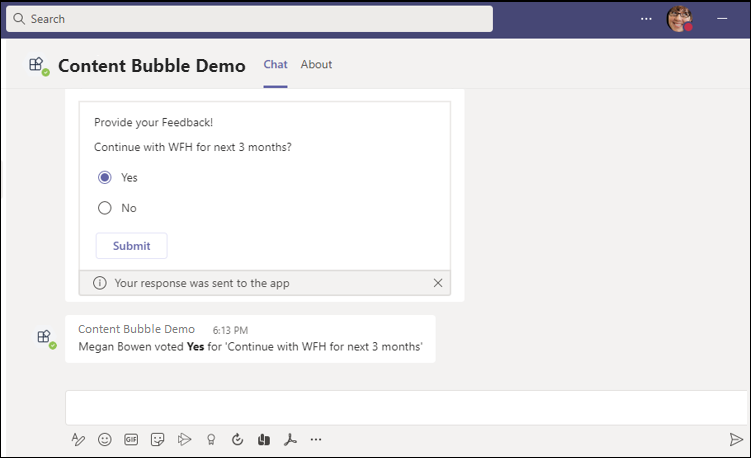 Search
Content Bubble Demo
Chat
About
Provide your Feedback!
Continue with WFH for next 3 months?
Yes
No
Submit
Your response was sent to the app
Content Bubble Demo 6:13 PM
Megan Bowen voted Yes for 'Continue with WFH for next 3 months'
GIF